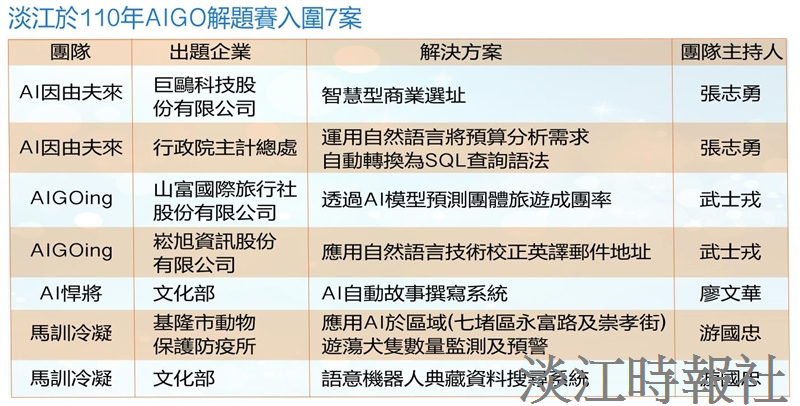 淡江於110年AIGO解題賽入圍7案
團隊 出題企業 解決方案 團隊主持人
AI因由夫來 巨鷗科技股份有限公司 智慧型商業選址 張志勇
AI因由夫來 行政院主計總處 運用自然語言將預算分析需求自動轉換為SQL查詢語法 張志勇
AIGOing 山富國際旅行社股份有限公司 透過AI模型預測團體旅遊成團率 武士戎
AIGOing 崧旭資訊股份有限公司 應用自然語言技術校正英譯郵件地址 武士戎
AI悍將 文化部 AI自動故事撰寫系統 廖文華
馬訓冷凝 基隆市動物保護防疫所 應用AI於區域(七堵區永富路及崇孝街)遊蕩犬隻數量監測及預警 游國忠
馬訓冷凝 文化部 語意機器人典藏資料搜尋系統 游國忠
淡江時報社